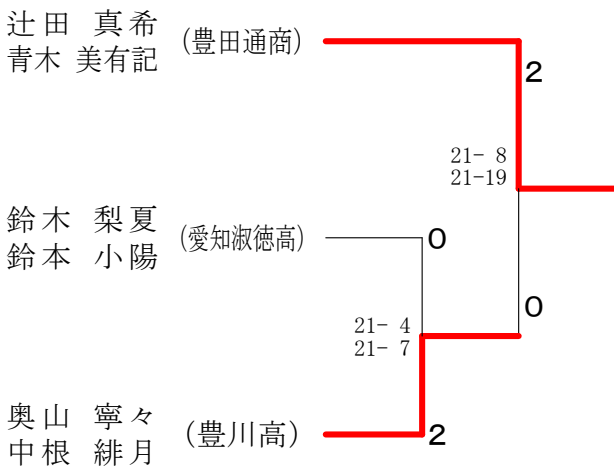 辻田 真希
青木 美有記
(豊田通商)
2
21- 8
21-19
鈴木 梨夏
鈴本 小陽
(愛知淑徳高)
0
0
21- 4
21- 7
奥山 寧々
中根 緋月
(豊川高)
2